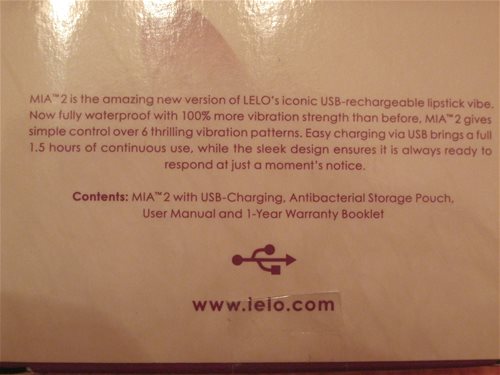 MIA™2 is the amazing new version of LELO's iconic USB-rechargeable lipstick vibe.
Now fully waterproof with 100% more vibration strength than before, MIA™2 gives
simple control over 6 thrilling vibration patterns. Easy charging via USB brings a full
1.5 hours of continuous use, while the sleek design ensures it is always ready to
respond at just a moment's notice.
Contents: MIA™2 with USB-Charging, Antibacterial Storage Pouch,
User Manual and 1-Year Warranty Booklet
www.lelo.com